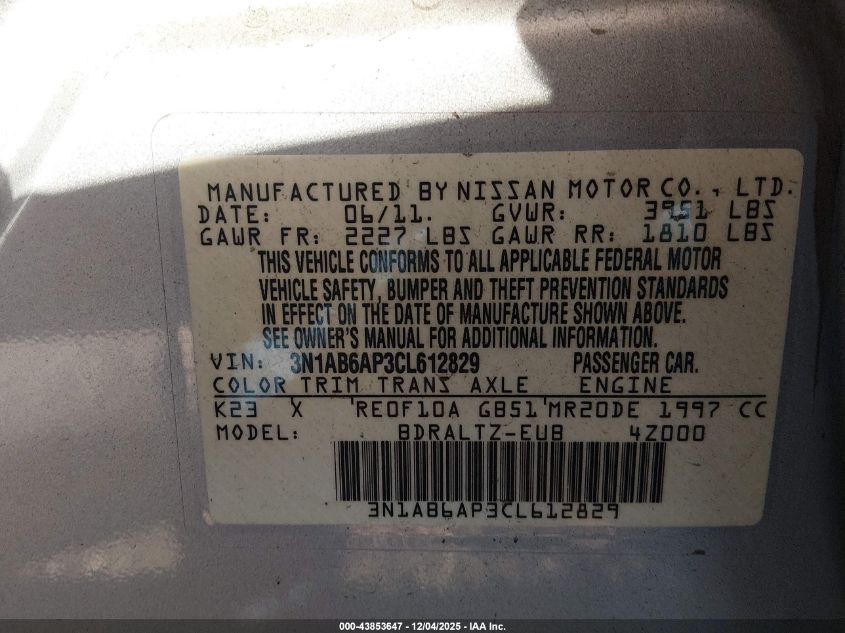 MANUFACTURED BY NISSAN MOTOR CO., LTD.
DATE: 06/11. GVWR: 3951 LBS
GAWR FR: 2227 LBS GAWR RR: 1810 LBS
THIS VEHICLE CONFORMS TO ALL APPLICABLE FEDERAL MOTOR
VEHICLE SAFETY, BUMPER AND THEFT PREVENTION STANDARDS
IN EFFECT ON THE DATE OF MANUFACTURE SHOWN ABOVE.
SEE OWNER'S MANUAL FOR ADDITIONAL INFORMATION.
VIN: 3N1AB6AP3CL612829 PASSENGER CAR.
COLOR TRIM TRANS AXLE ENGINE
K23 X RE0F10A GB51 MR20DE 1997 CC
MODEL: BDRALTZ-EUB 4Z000
3N1AB6AP3CL612829
000-43853647 - 12/04/2025 - IAA Inc.